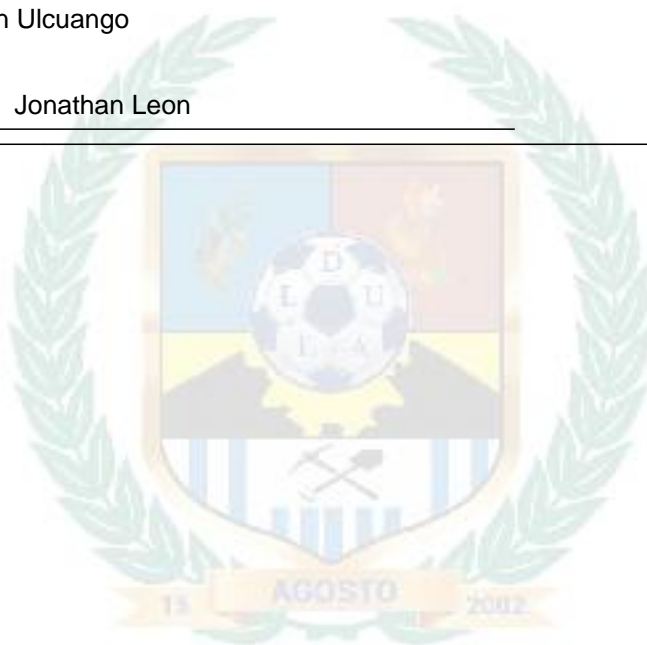 n Ulcuango
Jonathan Leon
D
L U
E A
15 AGOSTO 2002